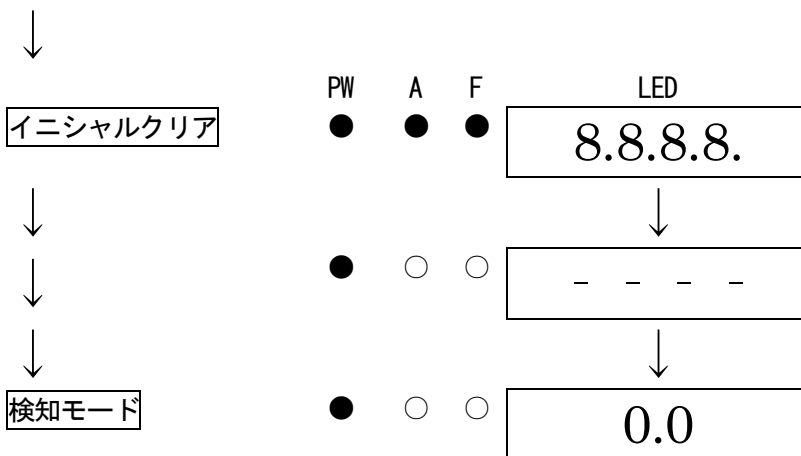 ↓
PW A F LED
イニシャルクリア ● ● ● 8.8.8.8.
↓ ↓
↓ ● ○ ○ - - - -
↓ ↓
検知モード ● ○ ○ 0.0